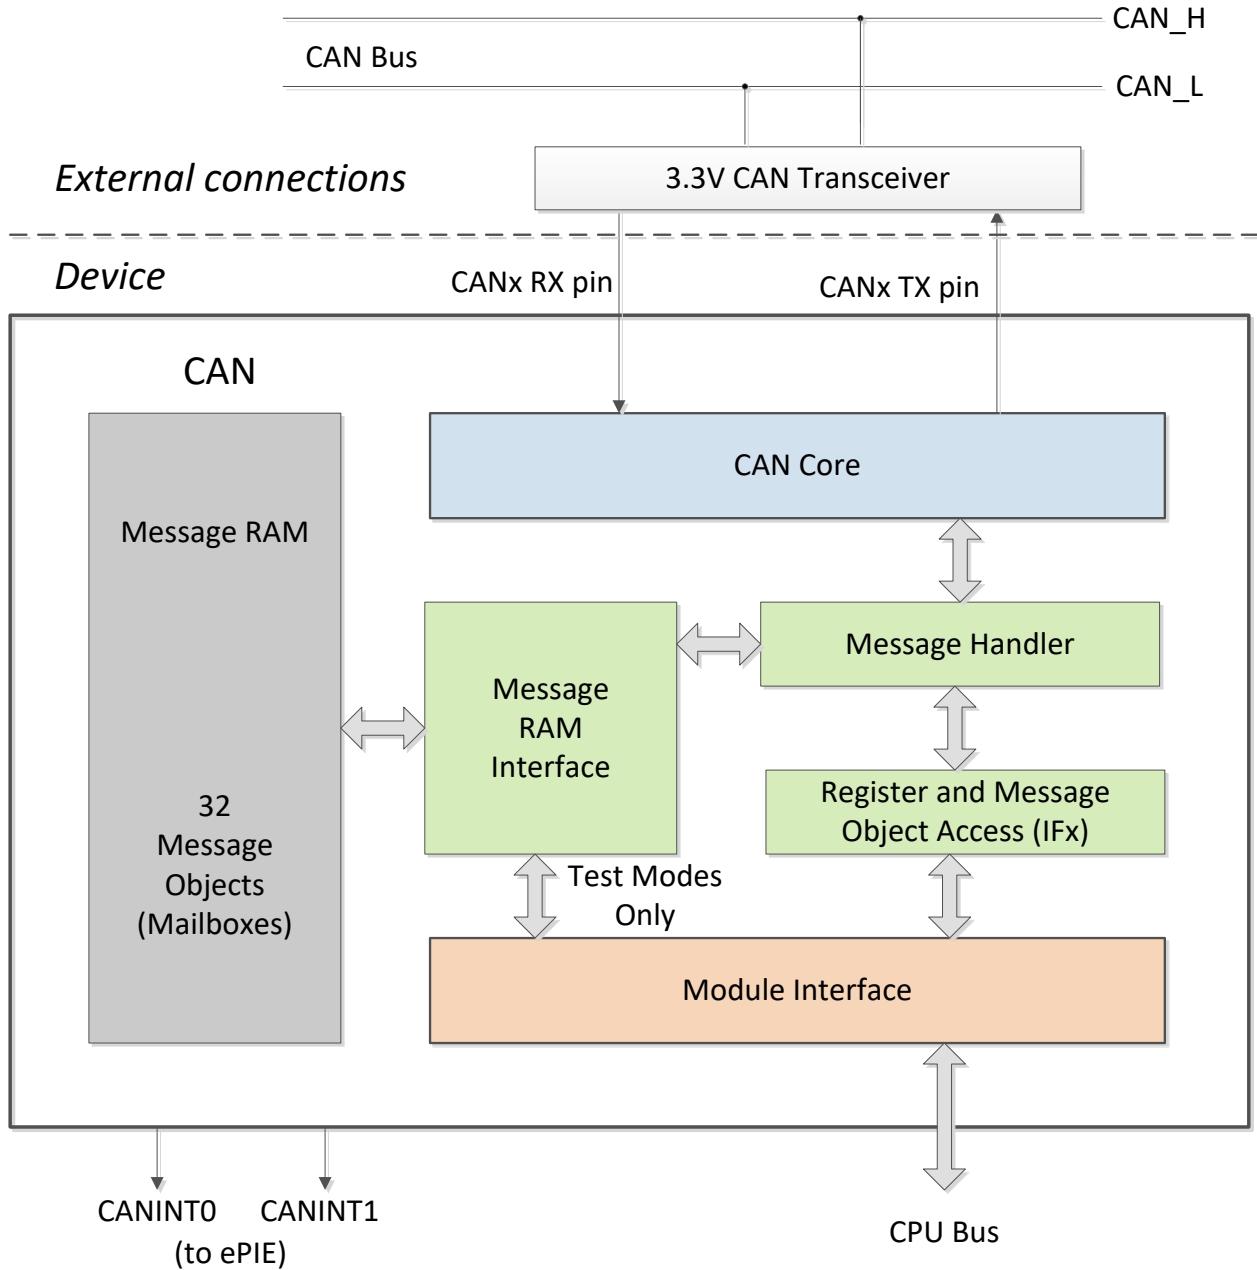 CAN_H
CAN Bus
CAN_L
External connections
3.3V CAN Transceiver
Device
CANx RX pin
CANx TX pin
CAN
CAN Core
Message RAM
Message Handler
Message
RAM
Interface
32
Message
Objects
(Mailboxes)
Register and Message
Object Access (IFx)
Test Modes
Only
Module Interface
CANINT0
CANINT1
(to ePIE)
CPU Bus